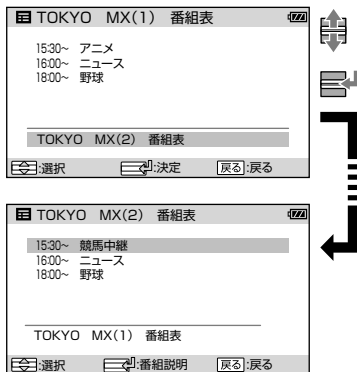 TOKYO MX(1) 番組表
15:30~ アニメ
16:00~ ニュース
18:00~ 野球
TOKYO MX(2) 番組表
:選択 :決定 戻る:戻る
TOKYO MX(2) 番組表
15:30~ 競馬中継
16:00~ ニュース
18:00~ 野球
TOKYO MX(1) 番組表
:選択 :番組説明 戻る:戻る